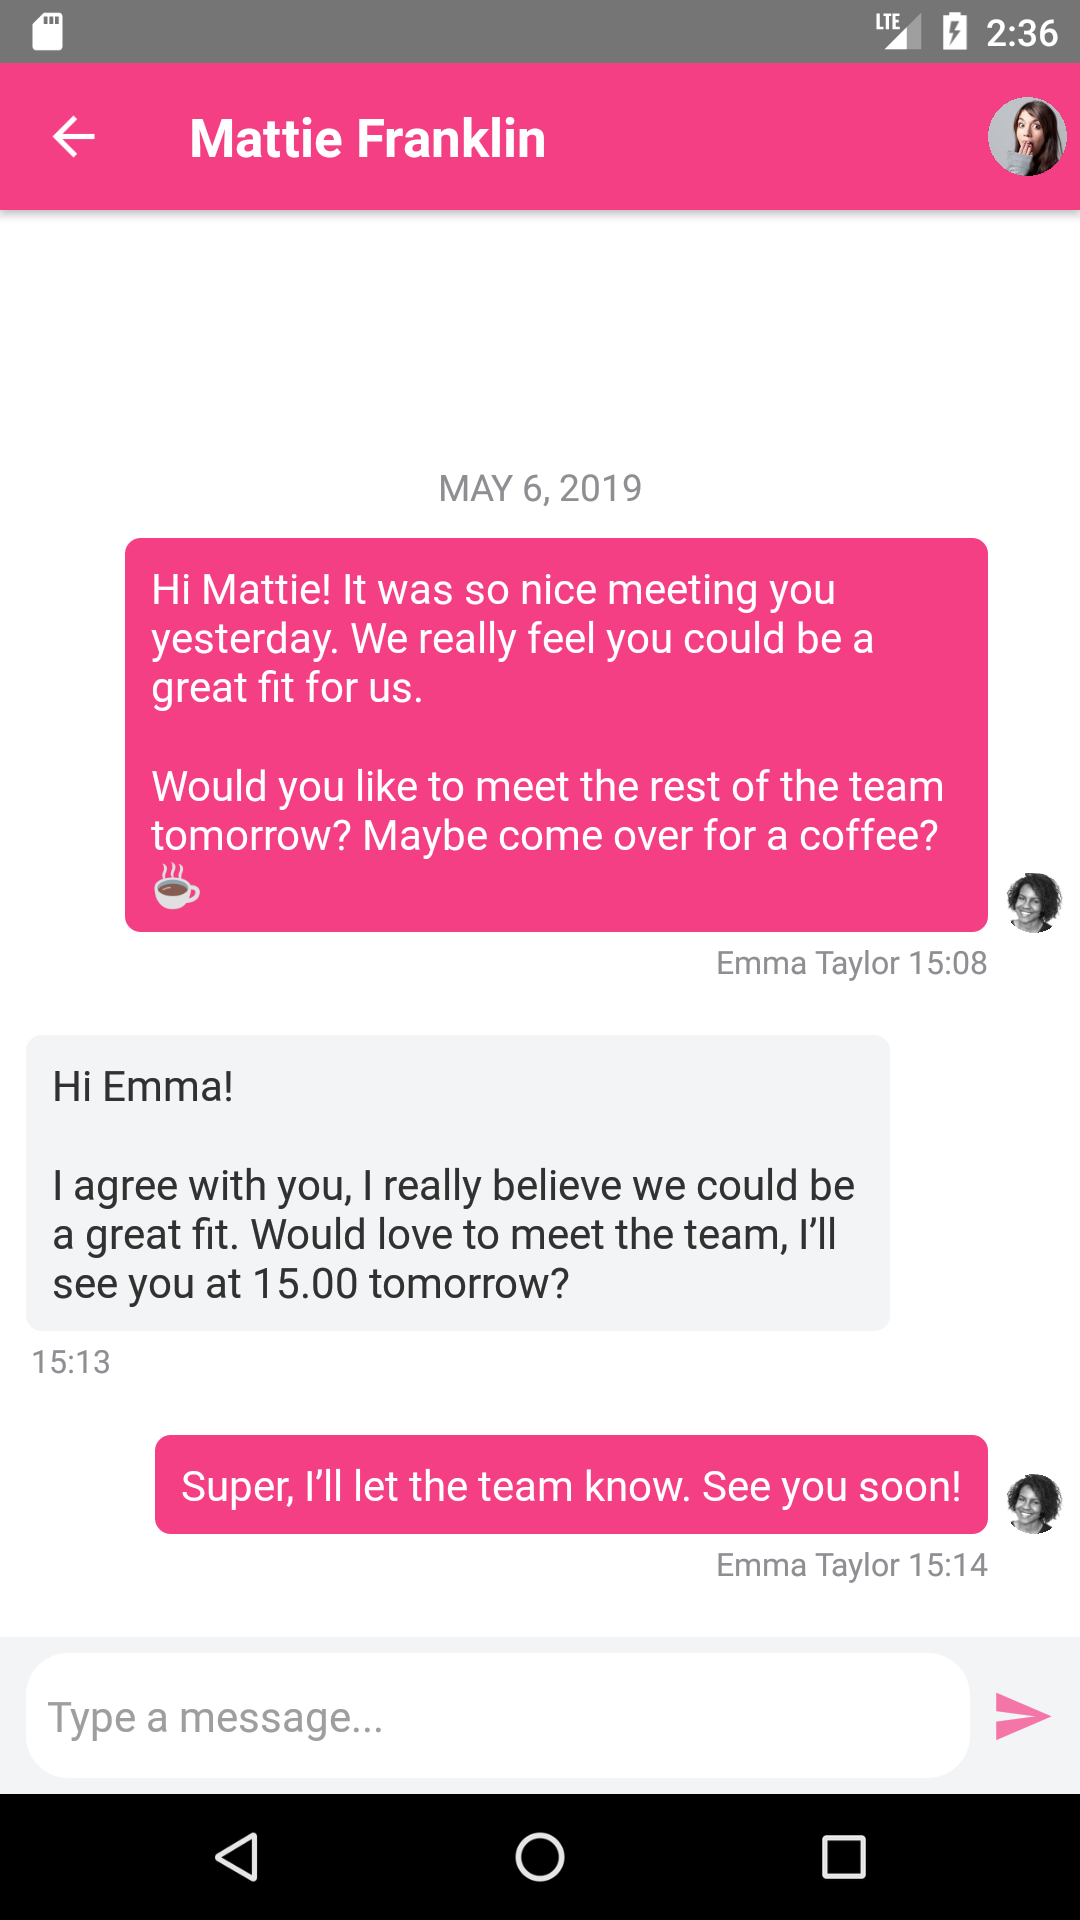 LTE 2:36
Mattie Franklin
MAY 6, 2019
Hi Mattie! It was so nice meeting you
yesterday. We really feel you could be a
great fit for us.
Would you like to meet the rest of the team
tomorrow? Maybe come over for a coffee?
☕
Emma Taylor 15:08
Hi Emma!
I agree with you, I really believe we could be
a great fit. Would love to meet the team, I’ll
see you at 15.00 tomorrow?
15:13
Super, I’ll let the team know. See you soon!
Emma Taylor 15:14
Type a message...